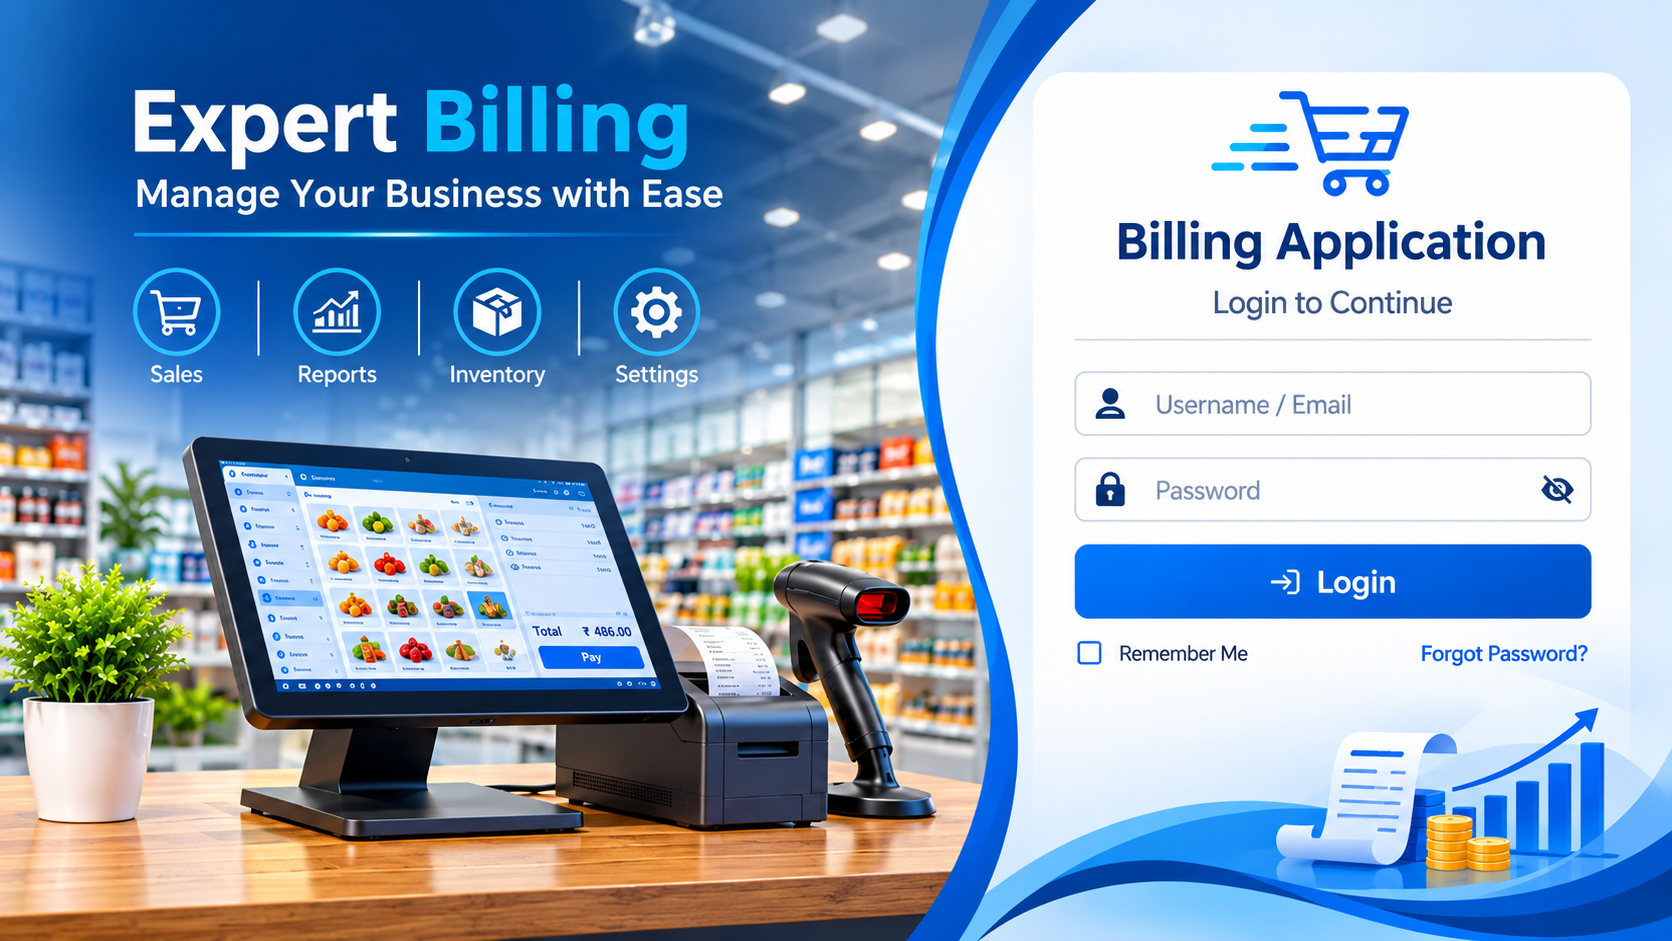 Expert Billing
Manage Your Business with Ease
Sales
Reports
Inventory
Settings
Total ₹ 486.00
Pay
Billing Application
Login to Continue
Username / Email
Password
Login
Remember Me
Forgot Password?